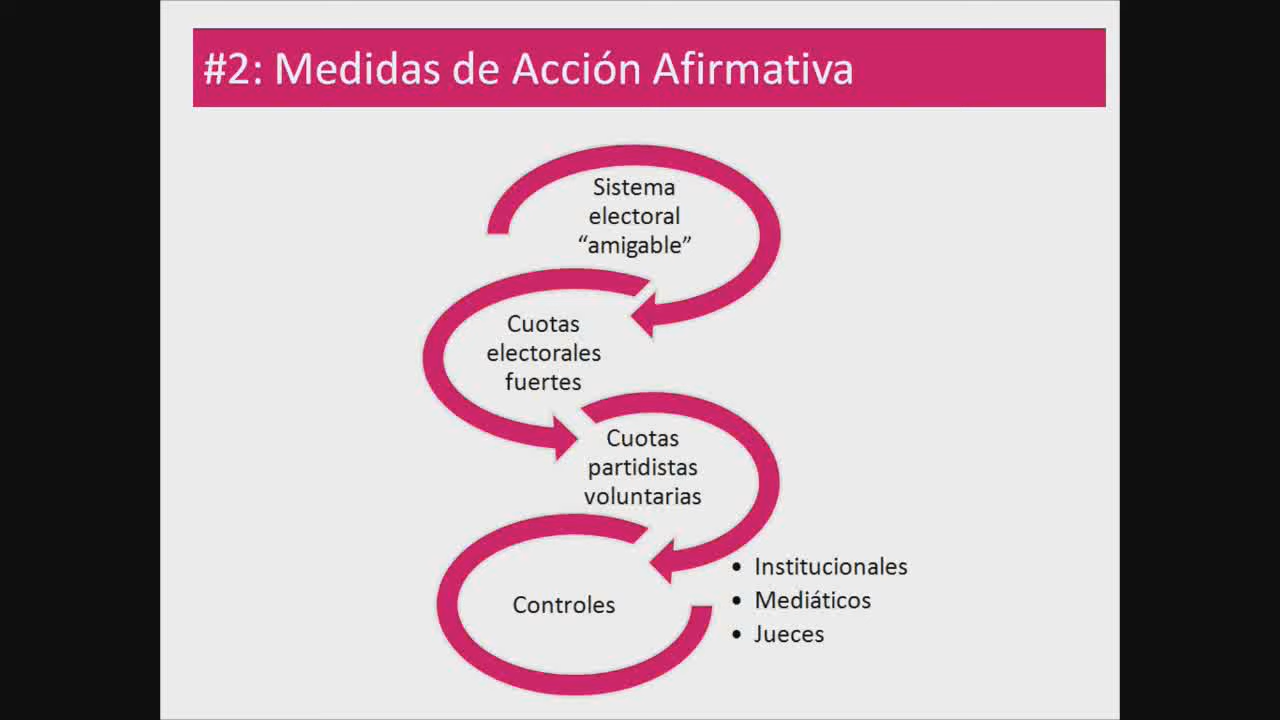 #2: Medidas de Acción Afirmativa
Sistema
electoral
“amigable”
Cuotas
electorales
fuertes
Cuotas
partidistas
voluntarias
Controles
• Institucionales
• Mediáticos
• Jueces